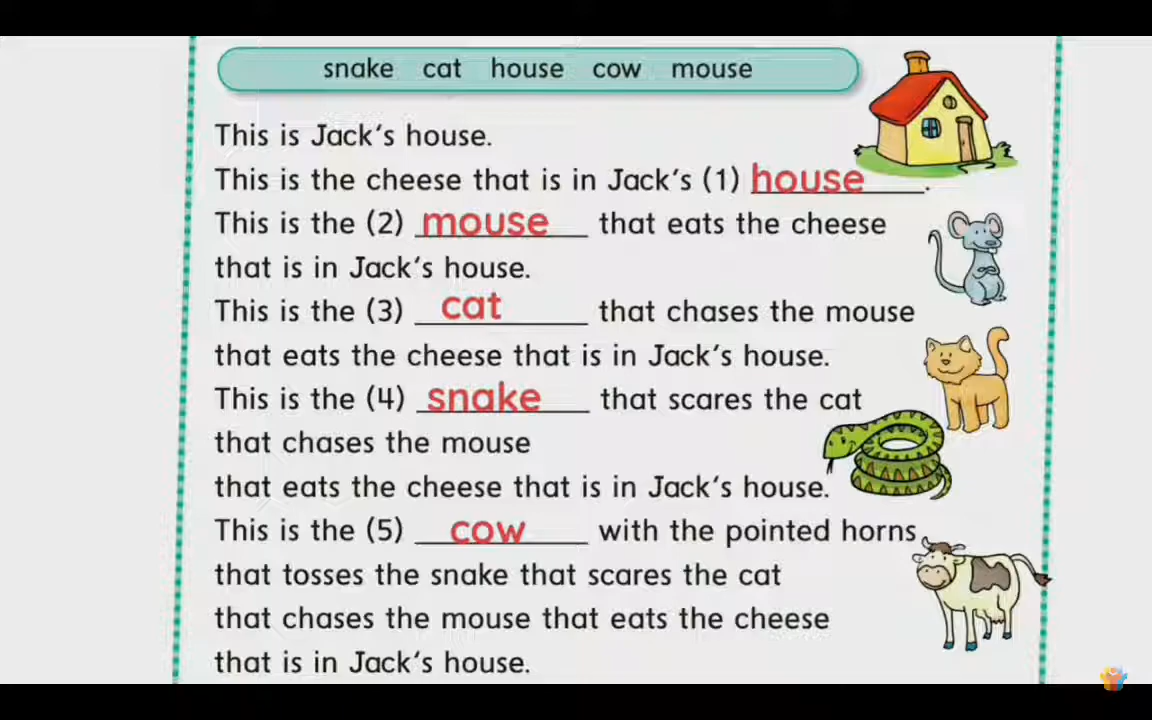 snake cat house cow mouse
This is Jack's house.
This is the cheese that is in Jack's (1) house.
This is the (2) mouse that eats the cheese
that is in Jack's house.
This is the (3) cat that chases the mouse
that eats the cheese that is in Jack's house.
This is the (4) snake that scares the cat
that chases the mouse
that eats the cheese that is in Jack's house.
This is the (5) cow with the pointed horns
that tosses the snake that scares the cat
that chases the mouse that eats the cheese
that is in Jack's house.